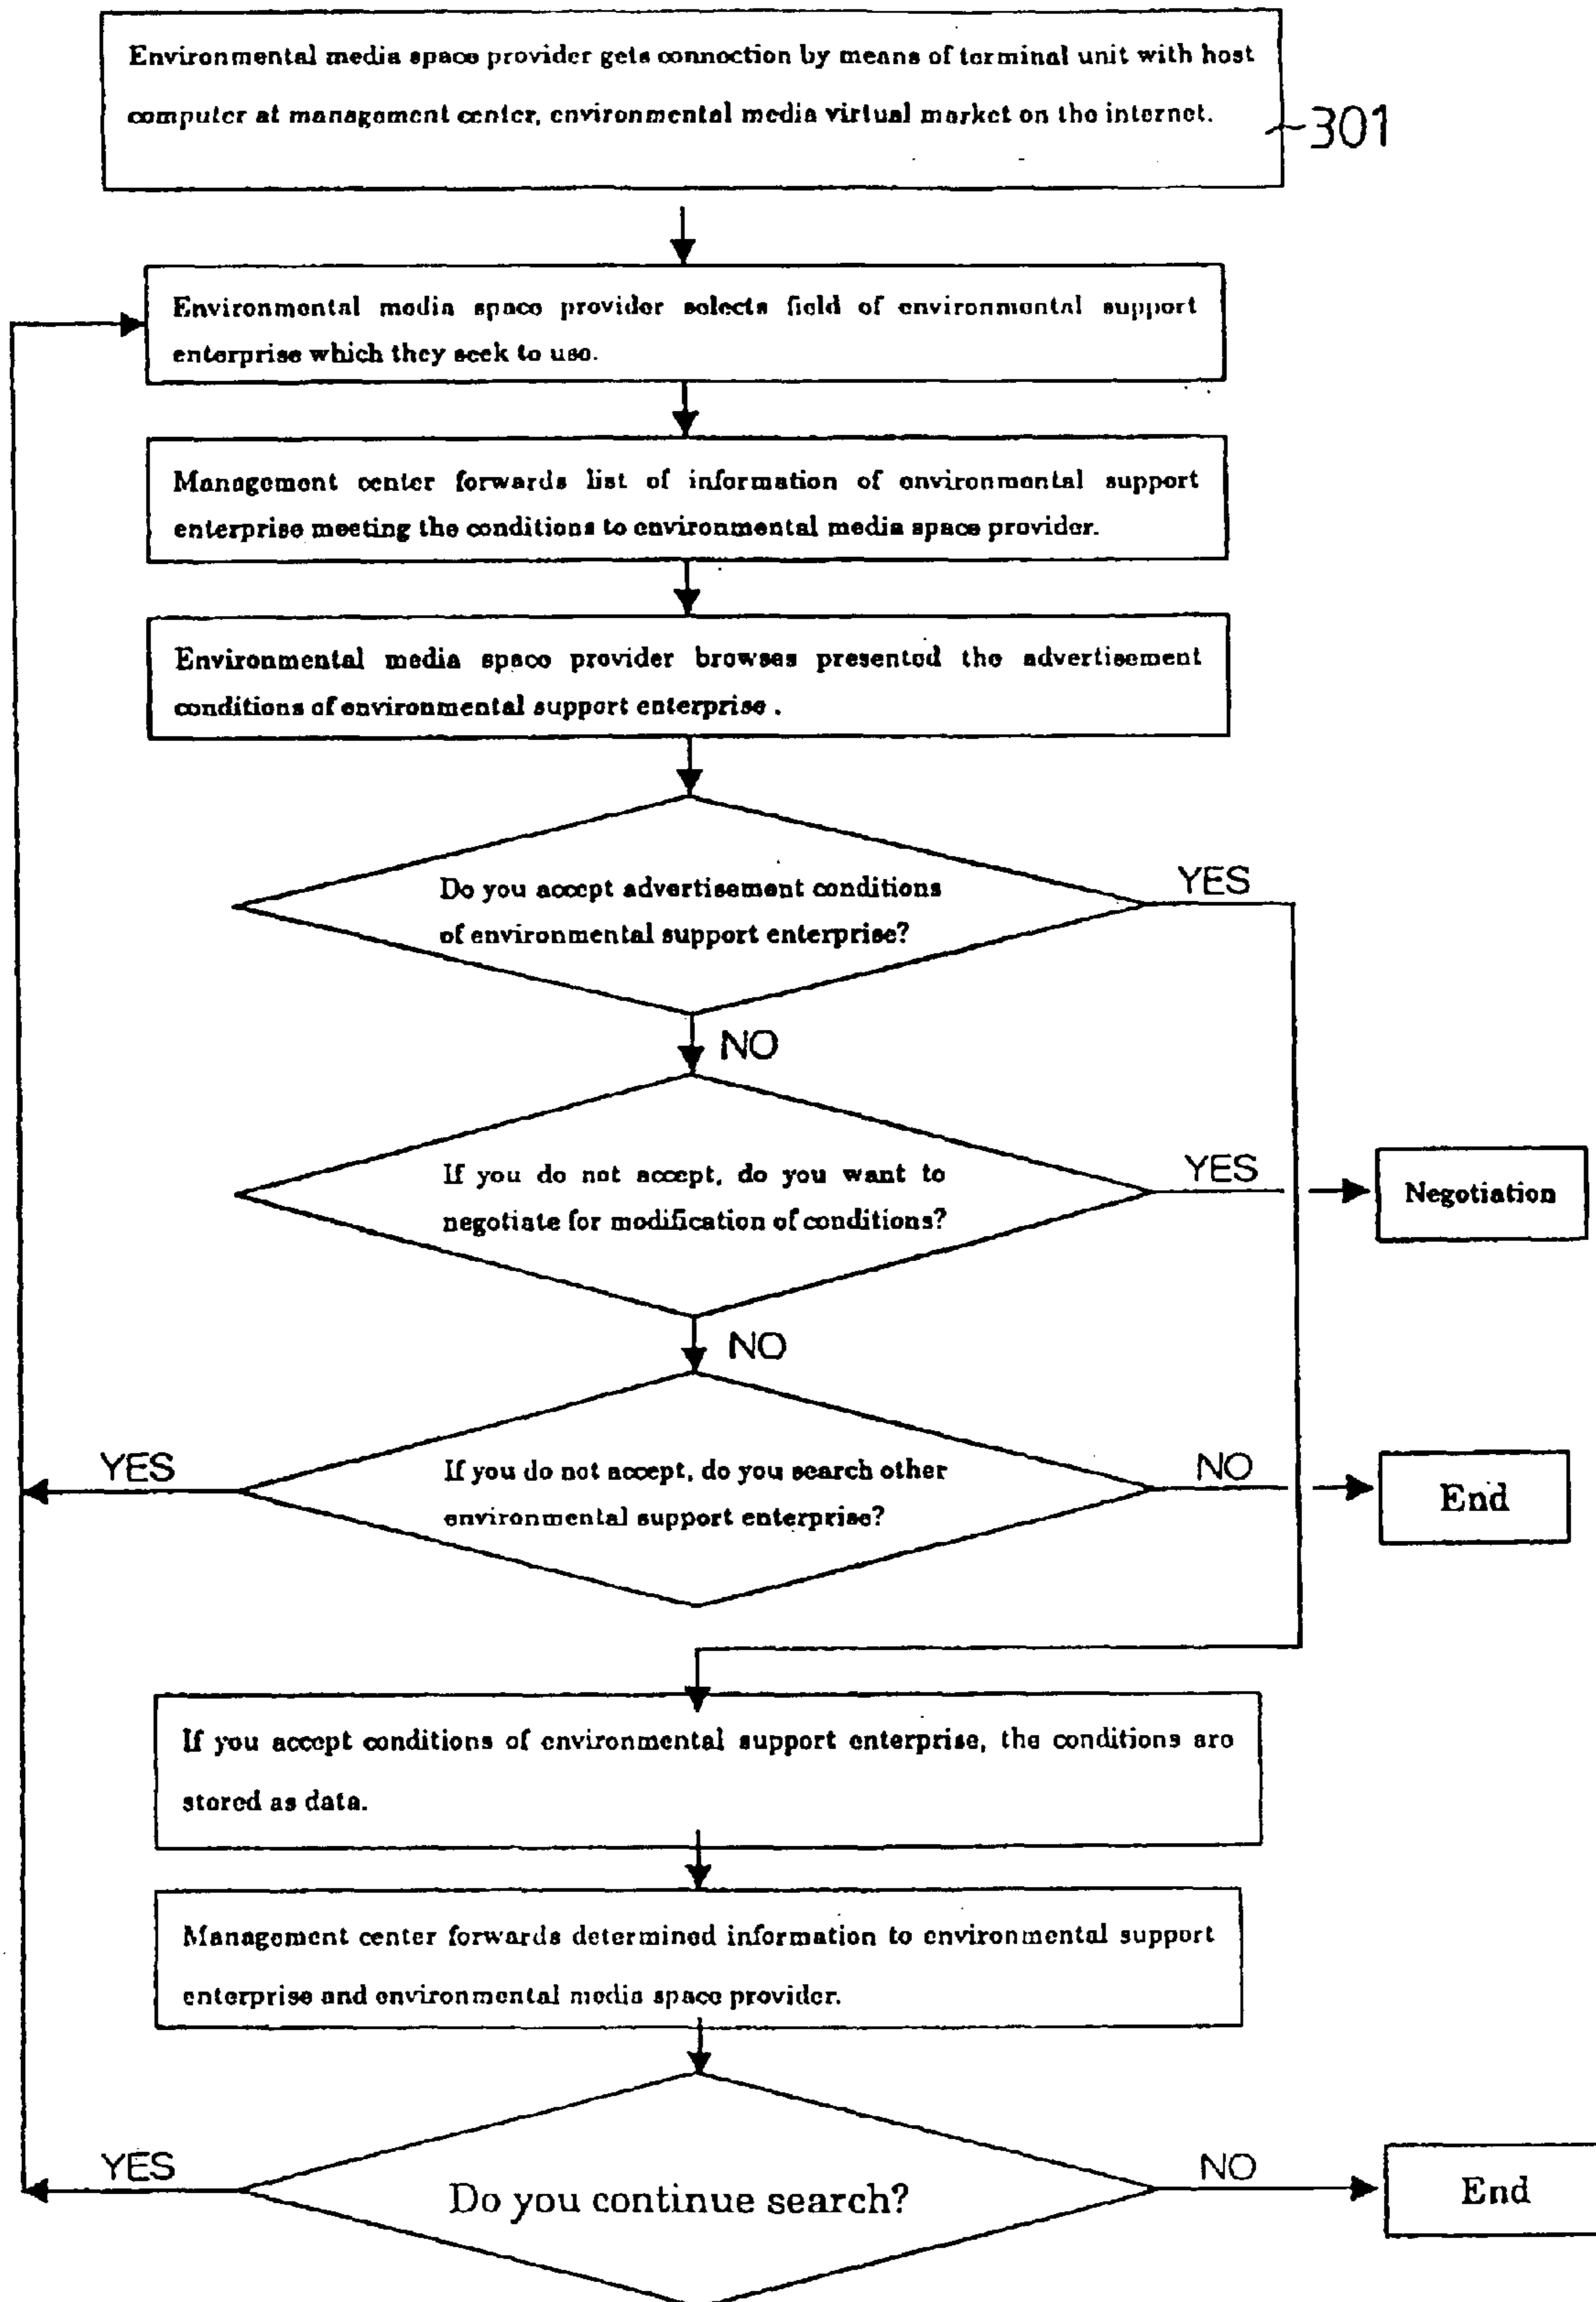 Environmental media space provider gets connection by means of terminal unit with host
computer at management center, environmental media virtual market on the internet.
301
Environmental media space provider selects field of environmental support
enterprise which they seek to use.
Management center forwards list of information of environmental support
enterprise meeting the conditions to environmental media space provider.
Environmental media space provider browses presented the advertisement
conditions of environmental support enterprise .
Do you accept advertisement conditions
of environmental support enterprise?
YES
NO
If you do not accept, do you want to
negotiate for modification of conditions?
YES
Negotiation
NO
If you do not accept, do you search other
environmental support enterprise?
YES
NO
End
If you accept conditions of environmental support enterprise, the conditions are
stored as data.
Management center forwards determined information to environmental support
enterprise and environmental media space provider.
Do you continue search?
YES
NO
End